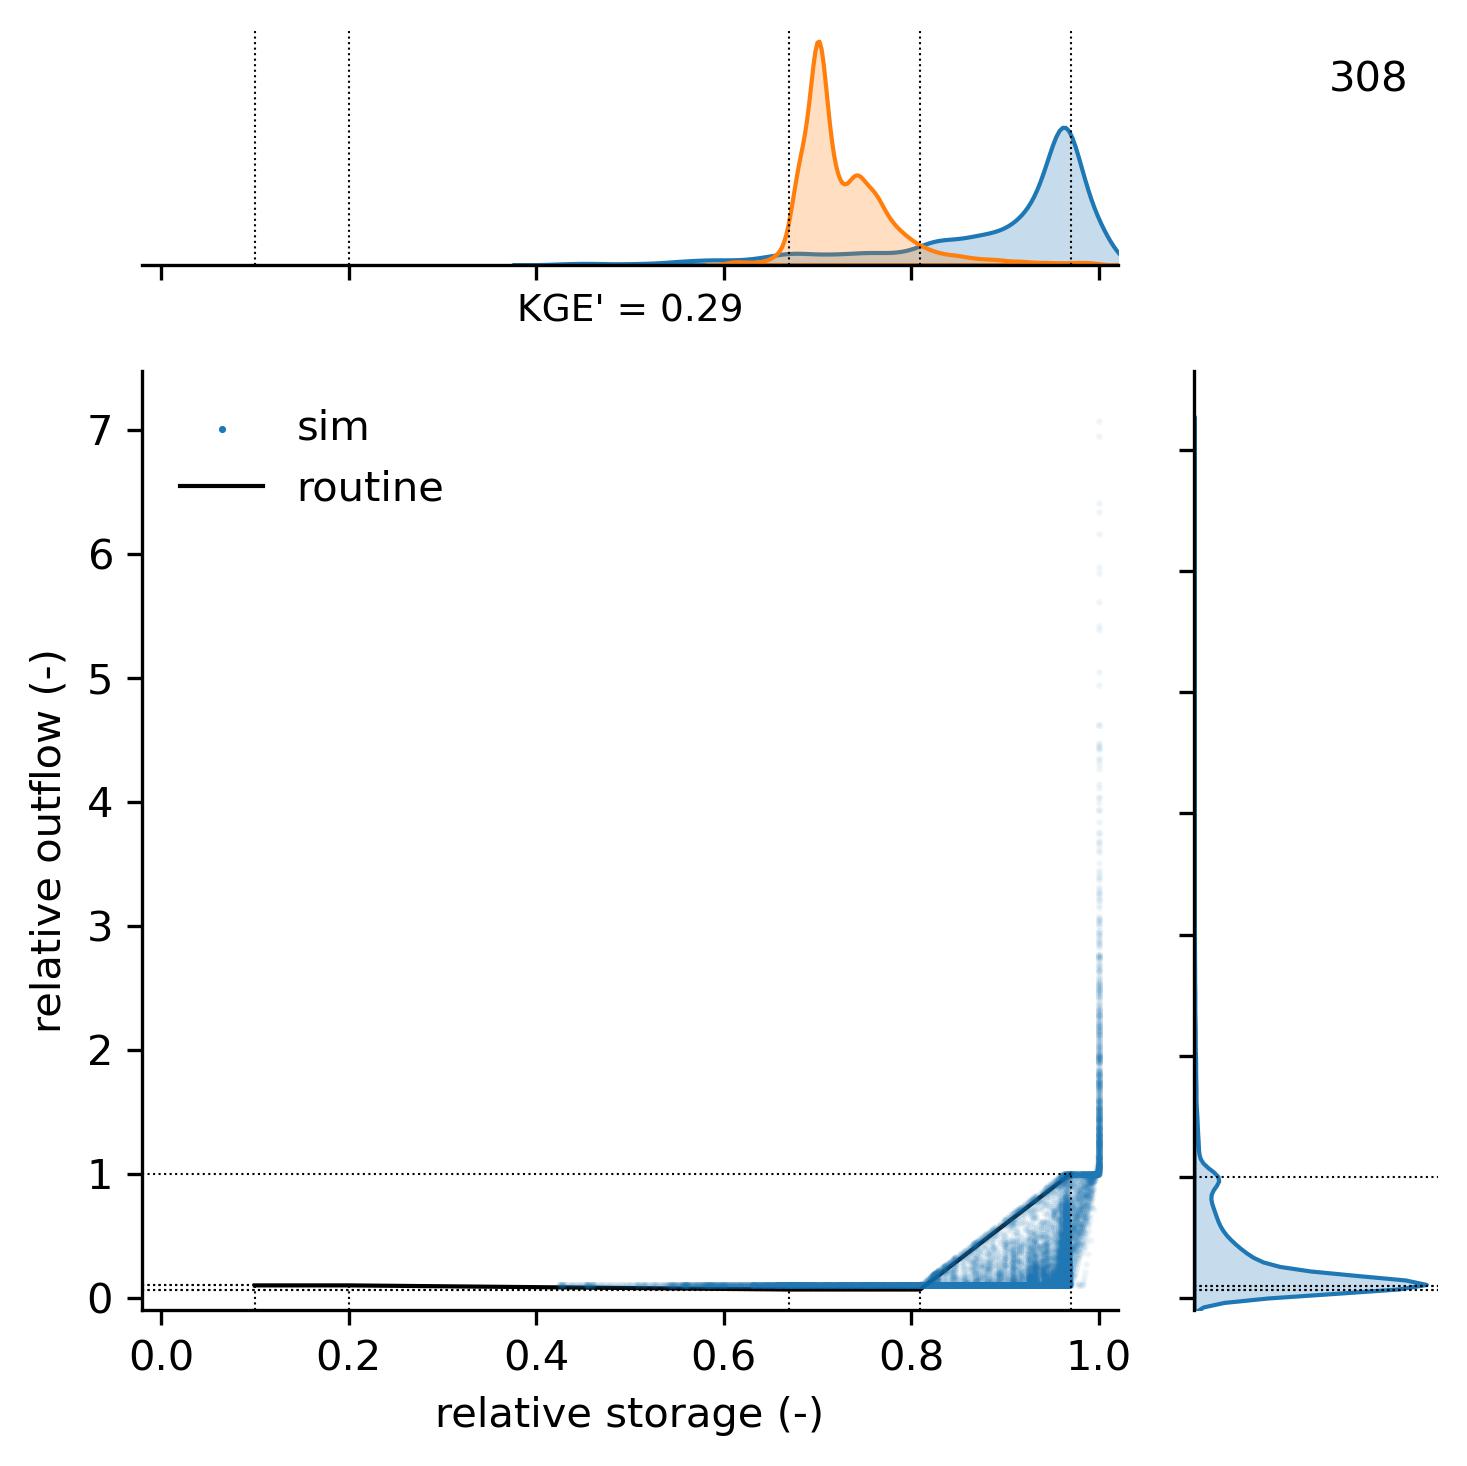 308
KGE' = 0.29
sim
routine
7
6
5
4
3
2
1
0
relative outflow (-)
0.0 0.2 0.4 0.6 0.8 1.0
relative storage (-)